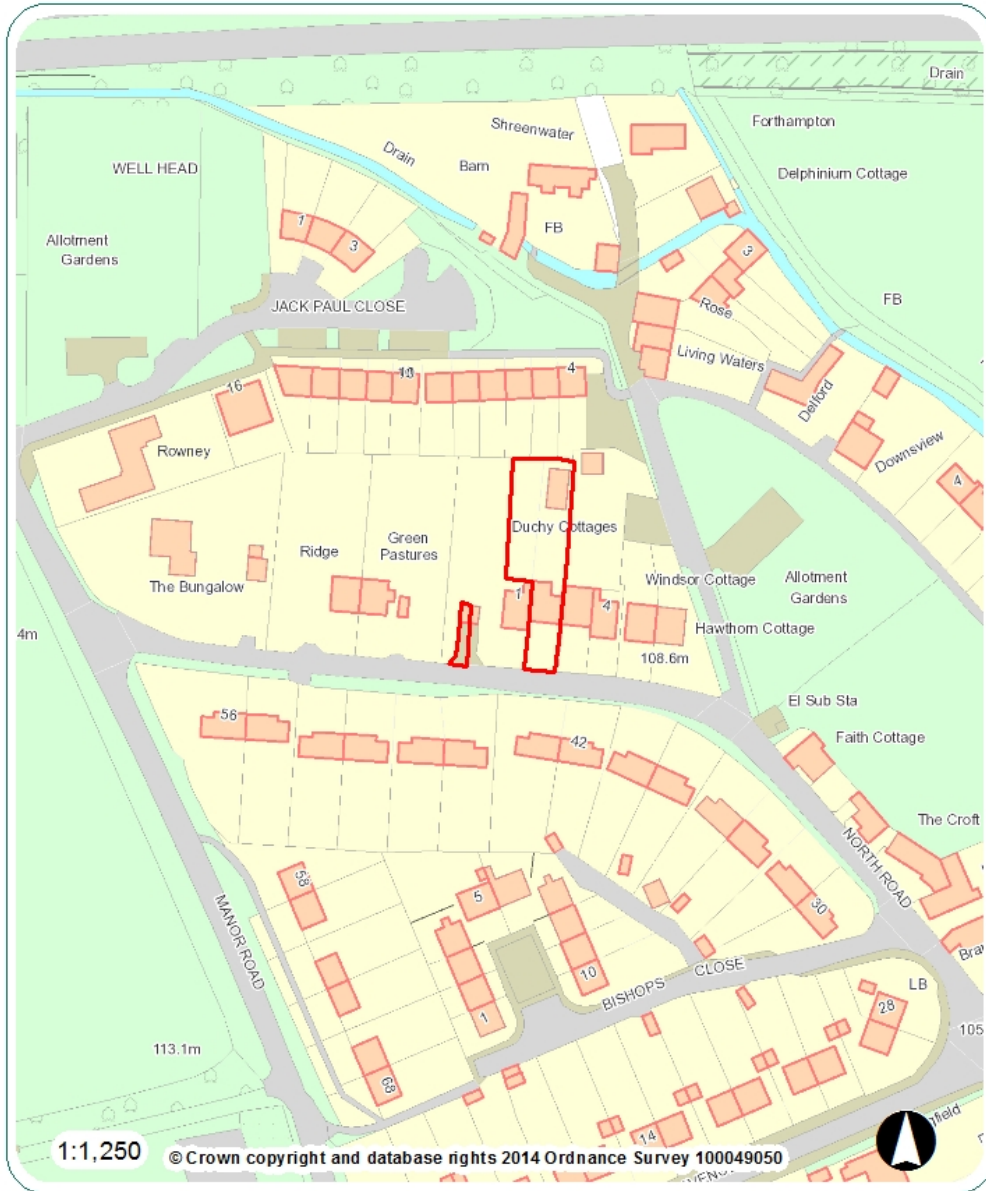 Drain
Shreenwater
Forthampton
Drain
Barn
WELL HEAD
Delphinium Cottage
1
FB
3
Allotment
Gardens
3
JACK PAUL CLOSE
FB
Rose
Living Waters
4
16
Delford
Rowney
Downsview
4
Duchy Cottages
Green
Pastures
Ridge
The Bungalow
Windsor Cottage
Allotment
Gardens
1
4
Hawthorn Cottage
4m
108.6m
El Sub Sta
56
Faith Cottage
42
The Croft
NORTH ROAD
58
5
30
MANOR ROAD
10
BISHOPS CLOSE
LB
28
1
105
113.1m
68
14
1:1,250
© Crown copyright and database rights 2014 Ordnance Survey 100049050